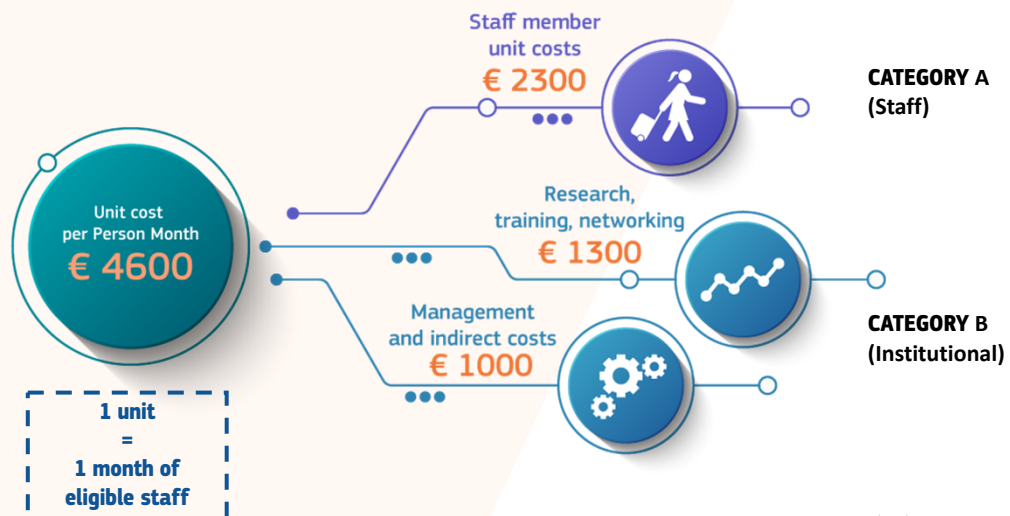 Staff member
unit costs
€ 2300
CATEGORY A
(Staff)
Unit cost
per Person Month
€ 4600
Research,
training, networking
€ 1300
Management
and indirect costs
€ 1000
CATEGORY B
(Institutional)
1 unit
=
1 month of
eligible staff